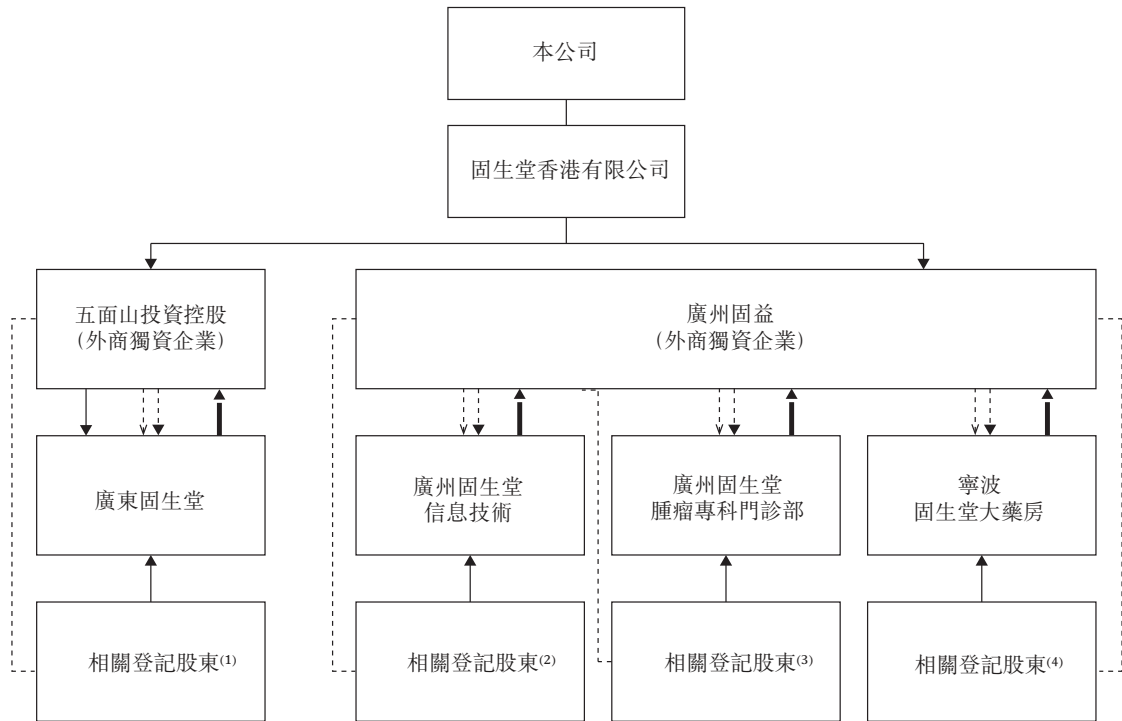 本公司
固生堂香港有限公司
五面山投資控股
(外商獨資企業)
廣州固益
(外商獨資企業)
廣東固生堂
廣州固生堂
信息技術
廣州固生堂
腫瘤專科門診部
寧波
固生堂大藥房
相關登記股東(1)
相關登記股東(2)
相關登記股東(3)
相關登記股東(4)